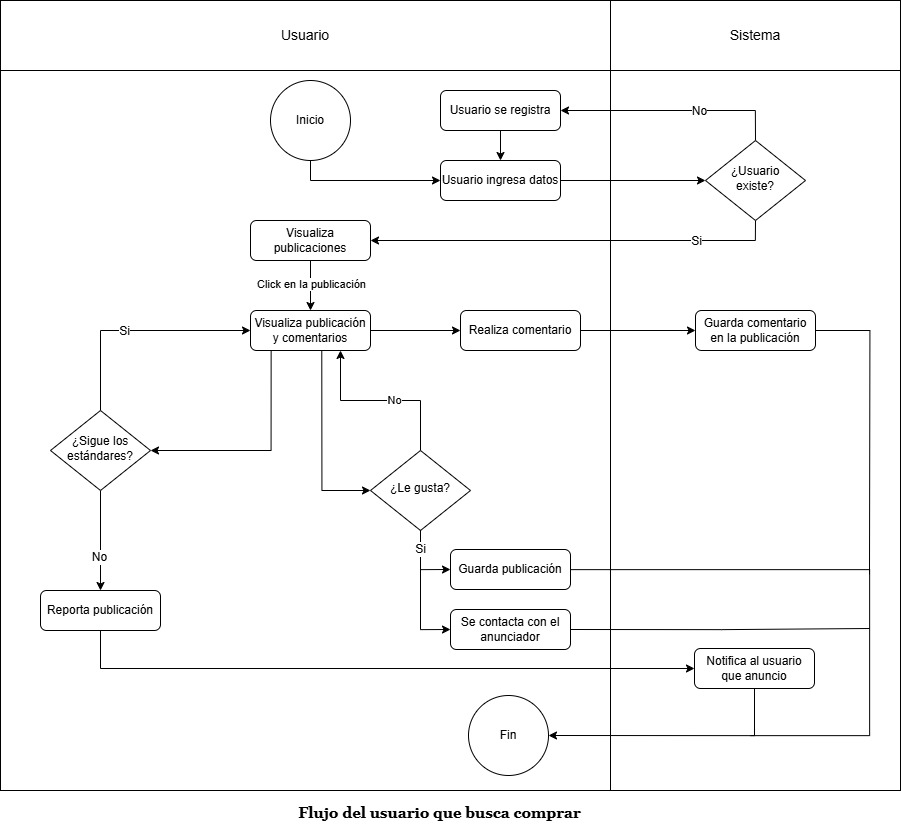 Usuario
Sistema
Inicio
Usuario se registra
No
Usuario ingresa datos
¿Usuario
existe?
Visualiza
publicaciones
Si
Click en la publicación
Visualiza publicación
y comentarios
Realiza comentario
Guarda comentario
en la publicación
Si
No
¿Sigue los
estándares?
¿Le gusta?
Si
No
Guarda publicación
Reporta publicación
Se contacta con el
anunciador
Notifica al usuario
que anuncio
Fin
Flujo del usuario que busca comprar